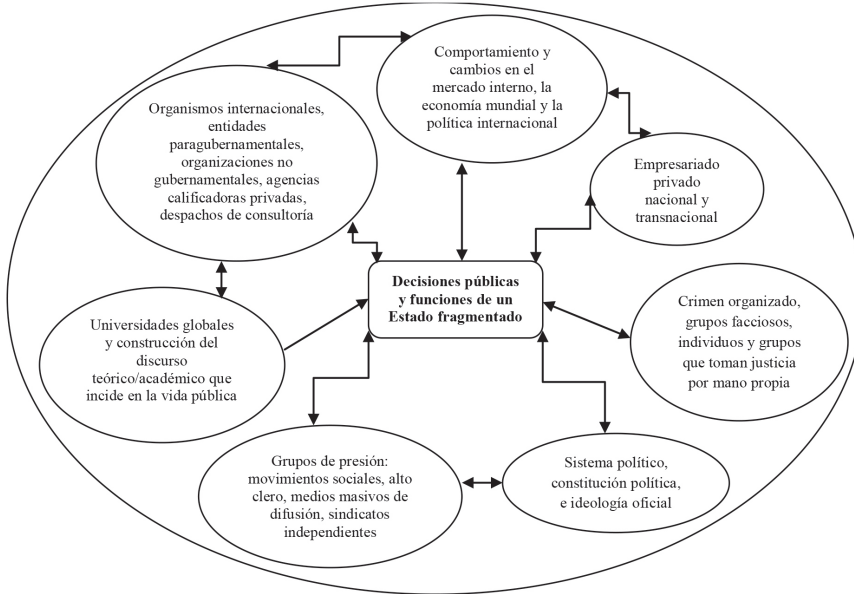 Comportamiento y
cambios en el
mercado interno, la
economía mundial y la
política internacional
Organismos internacionales,
entidades
paragubernamentales,
organizaciones no
gubernamentales, agencias
calificadoras privadas,
despachos de consultoría
Empresariado
privado
nacional y
transnacional
Decisiones públicas
y funciones de un
Estado fragmentado
Universidades globales
y construcción del
discurso
teórico/académico que
incide en la vida pública
Crimen organizado,
grupos facciosos,
individuos y grupos
que toman justicia
por mano propia
Grupos de presión:
movimientos sociales, alto
clero, medios masivos de
difusión, sindicatos
independientes
Sistema político,
constitución política,
e ideología oficial